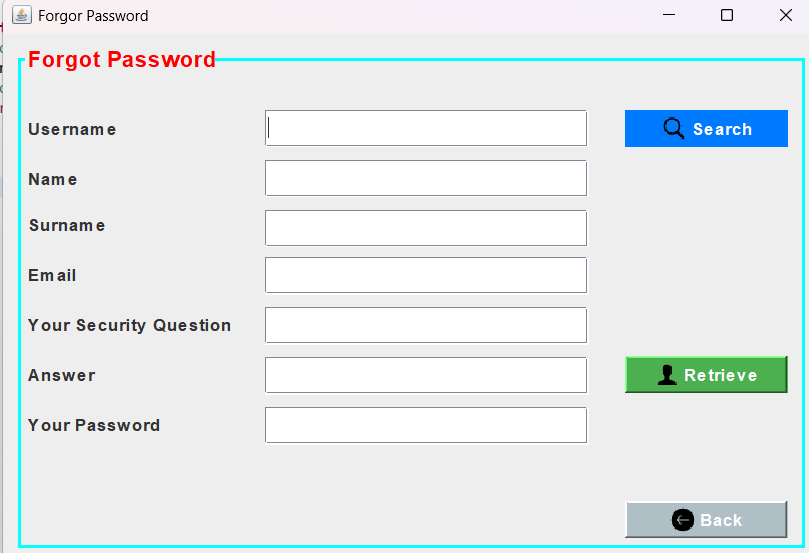 Forgor Password
Forgot Password
Username
Search
Name
Surname
Email
Your Security Question
Answer
Retrieve
Your Password
Back